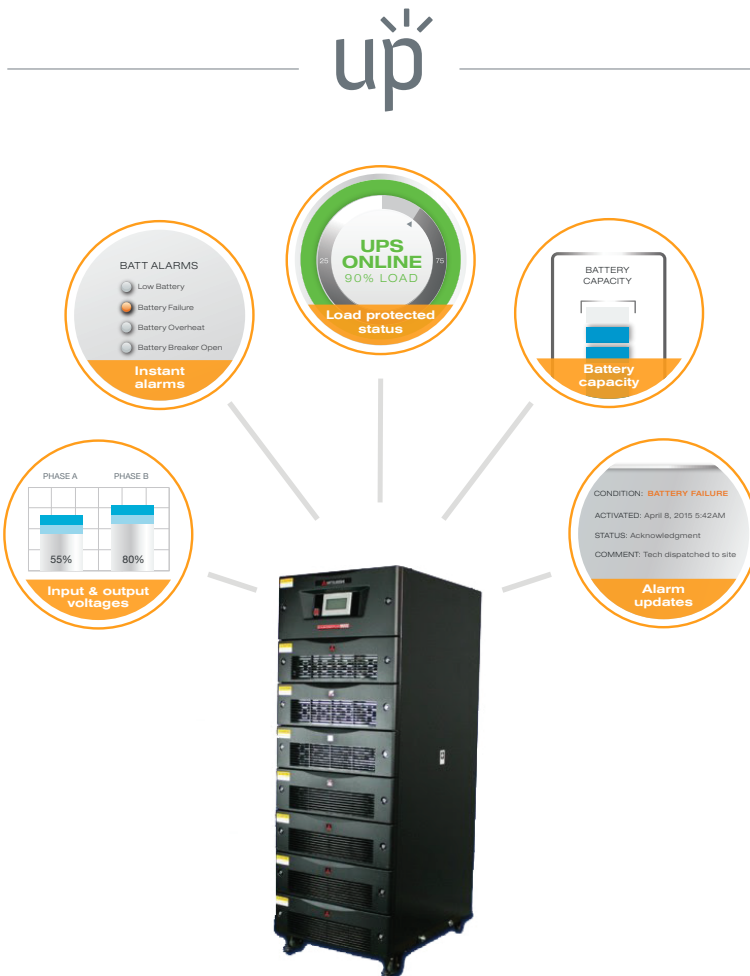 up
UPS
ONLINE
90% LOAD
25
75
Load protected
status
BATT ALARMS
Low Battery
Battery Failure
Battery Overheat
Battery Breaker Open
Instant
alarms
BATTERY
CAPACITY
Battery
capacity
PHASE A
PHASE B
55%
80%
Input & output
voltages
CONDITION: BATTERY FAILURE
ACTIVATED: April 8, 2015 5:42AM
STATUS: Acknowledgment
COMMENT: Tech dispatched to site
Alarm
updates
MITSUBISHI